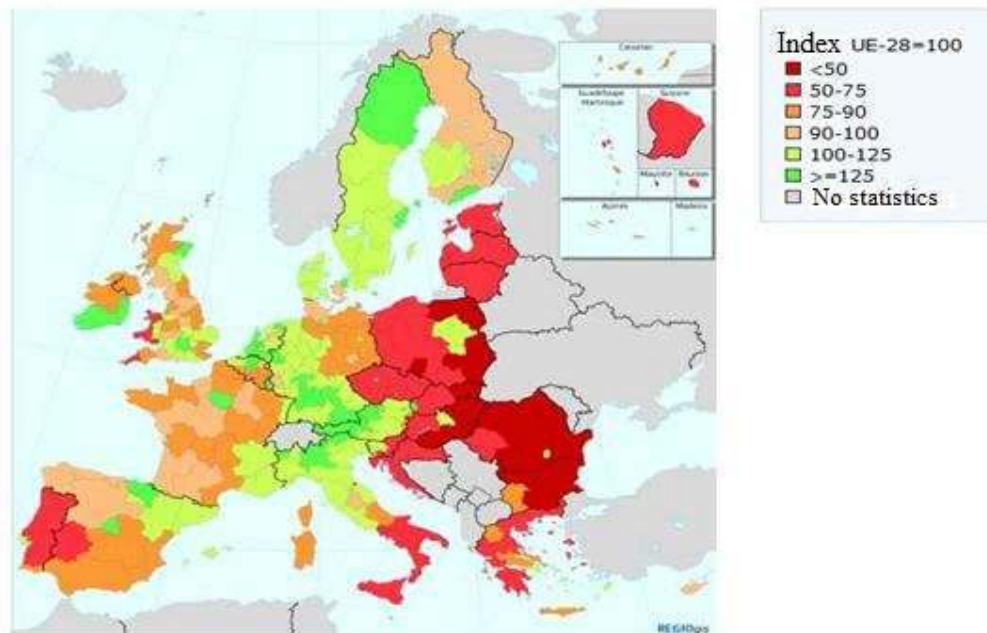 Canarias
Guadeloupe
Martinique
Guyane
Mayotte
Réunion
Açores
Madeira
REGIOgis
Index UE-28=100
<50
50-75
75-90
90-100
100-125
>=125
No statistics